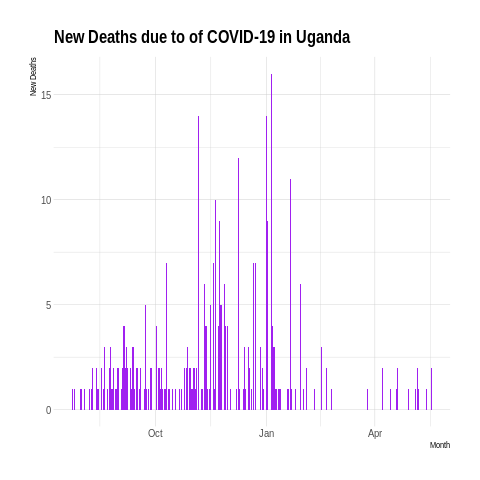 New Deaths due to of COVID-19 in Uganda
New Deaths
15
10
5
0
Oct
Jan
Apr
Month